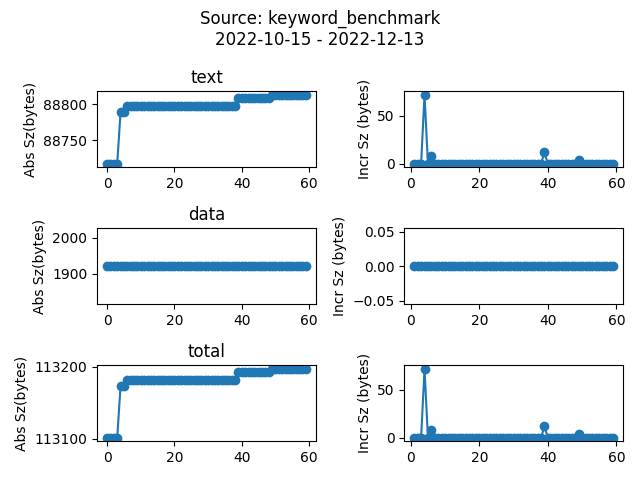 Source: keyword_benchmark
2022-10-15 - 2022-12-13
text
Abs Sz(bytes)
88800
88750
0 20 40 60
Incr Sz (bytes)
50
0
0 20 40 60
data
Abs Sz(bytes)
2000
1900
0 20 40 60
Incr Sz (bytes)
0.05
0.00
−0.05
0 20 40 60
total
Abs Sz(bytes)
113200
113100
0 20 40 60
Incr Sz (bytes)
50
0
0 20 40 60